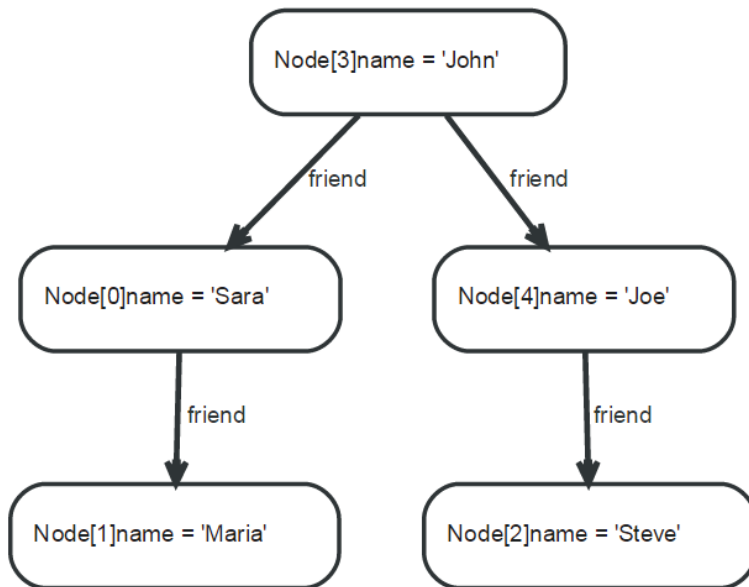 Node[3]name = 'John'
friend
friend
Node[0]name = 'Sara'
Node[4]name = 'Joe'
friend
friend
Node[1]name = 'Maria'
Node[2]name = 'Steve'